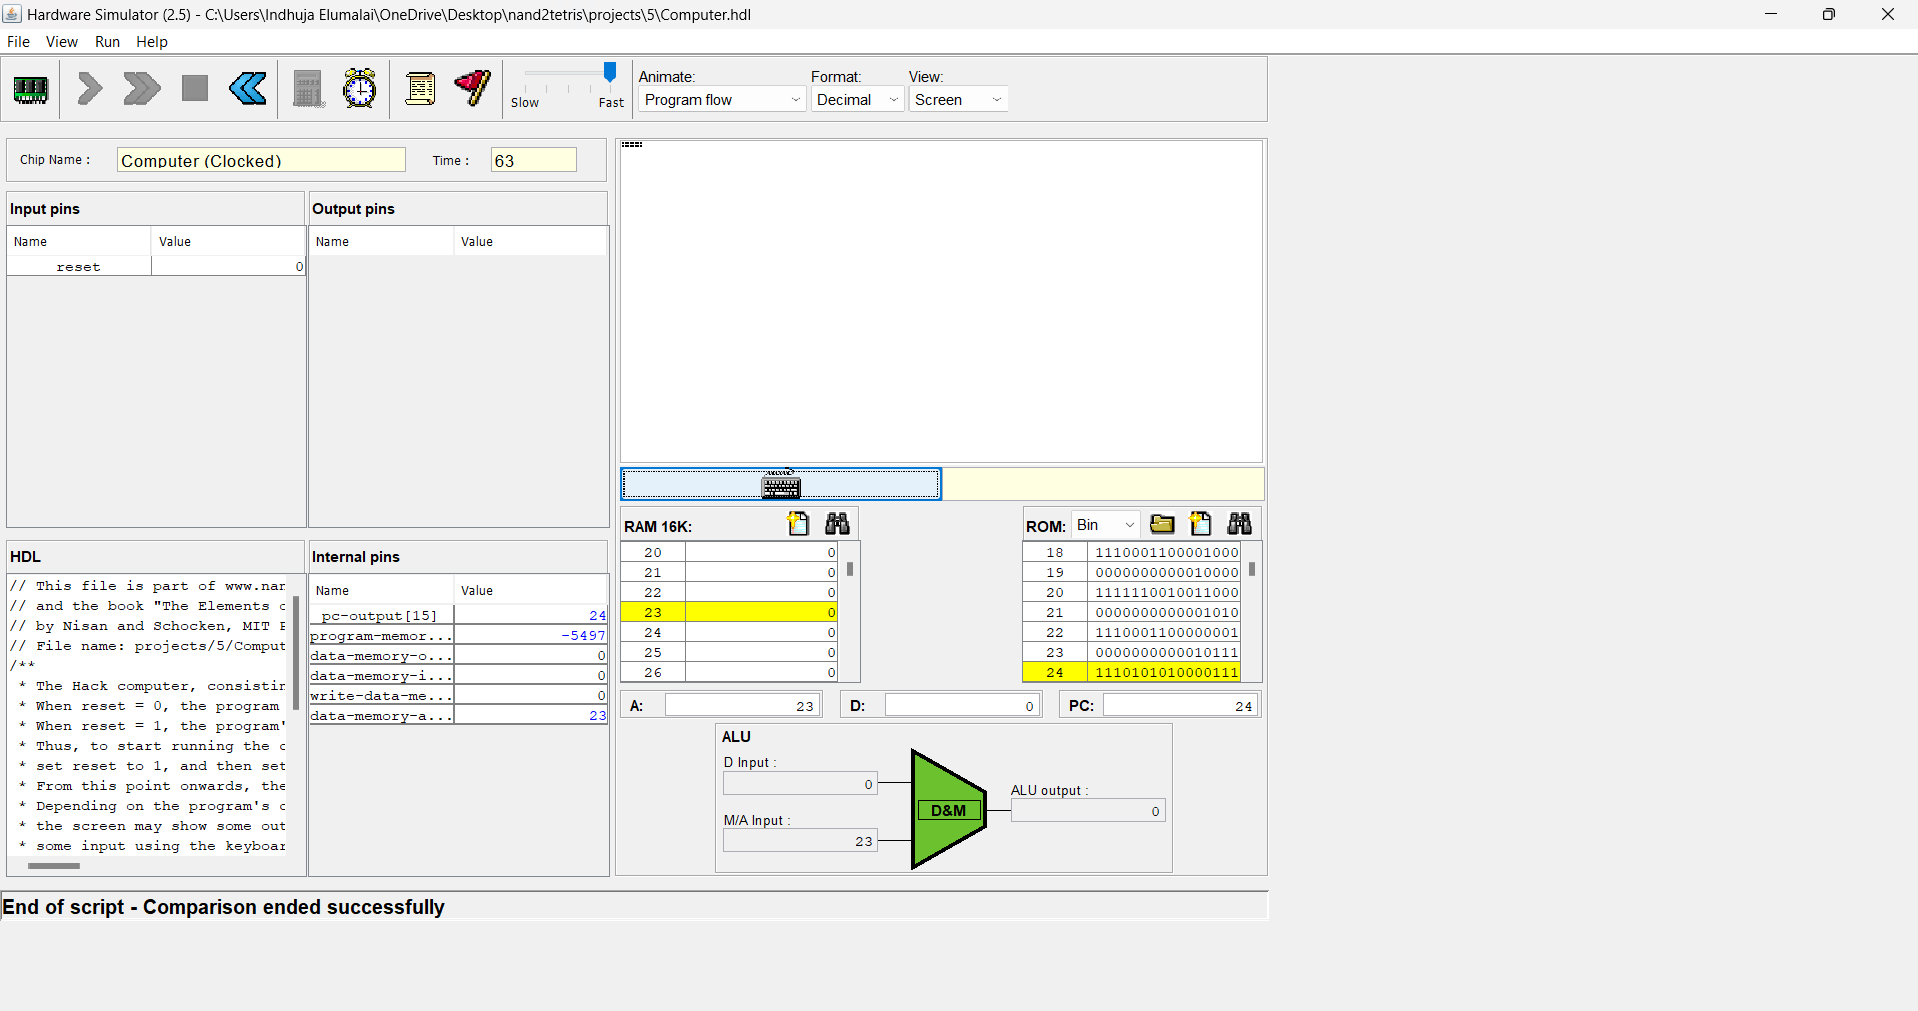 Hardware Simulator (2.5) - C:\Users\Indhuja Elumalai\OneDrive\Desktop\nand2tetris\projects\5\Computer.hdl
File View Run Help
Slow Fast
Animate: Format: View:
Program flow Decimal Screen
Chip Name : Computer (Clocked) Time : 63
Input pins
Name Value
reset 0
Output pins
Name Value
HDL
// This file is part of www.nan
// and the book "The Elements o
// by Nisan and Schocken, MIT P
// File name: projects/5/Comput
/**
* The Hack computer, consistin
* When reset = 0, the program
* When reset = 1, the program'
* Thus, to start running the c
* set reset to 1, and then set
* From this point onwards, the
* Depending on the program's c
* the screen may show some out
* some input using the keyboar
Internal pins
Name Value
pc-output[15] 24
program-memor... -5497
data-memory-o... 0
data-memory-i... 0
write-data-me... 0
data-memory-a... 23
RAM 16K:
20 0
21 0
22 0
23 0
24 0
25 0
26 0
ROM: Bin
18 1110001100001000
19 0000000000010000
20 1111110010011000
21 0000000000001010
22 1110001100000001
23 0000000000010111
24 1110101010000111
A: 23 D: 0 PC: 24
ALU
D Input :
0
M/A Input :
23
D&M
ALU output :
0
End of script - Comparison ended successfully